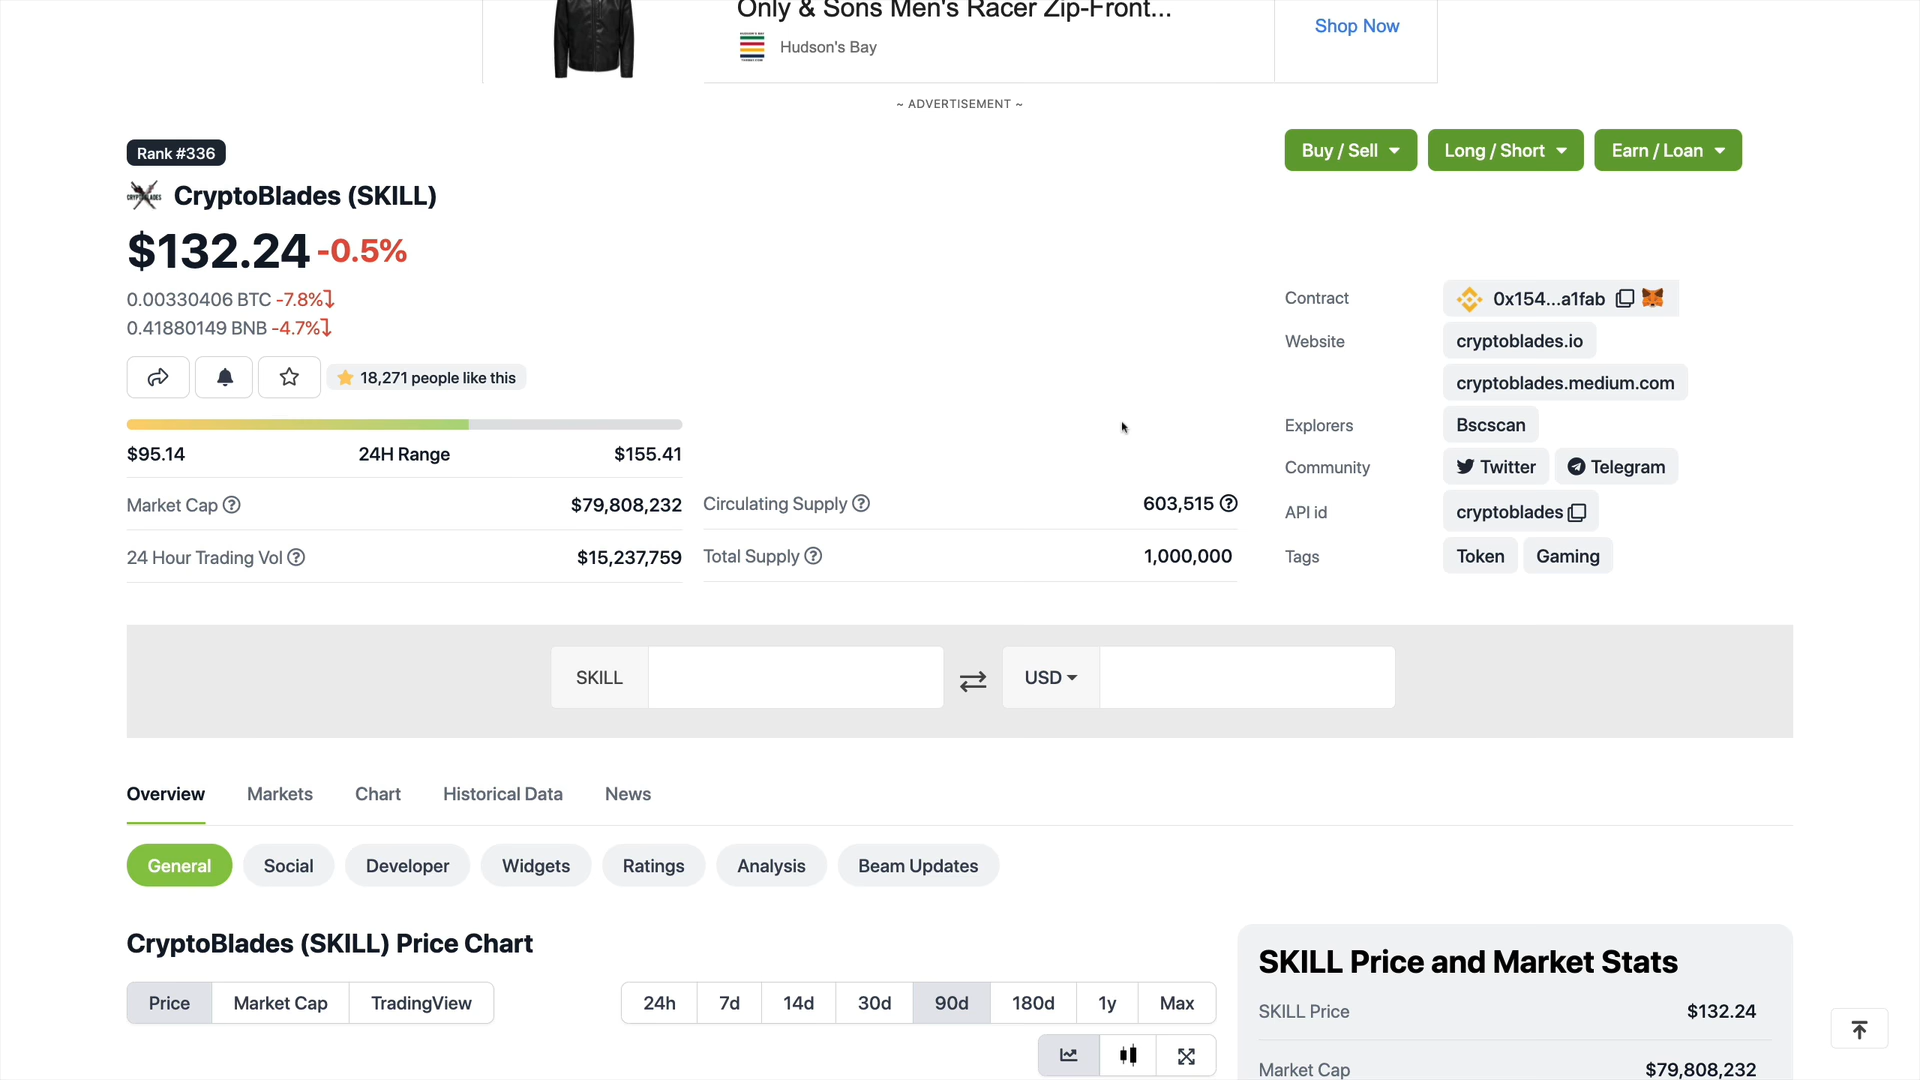 Only & Sons Men's Racer Zip-Front...
Hudson's Bay
Shop Now
~ ADVERTISEMENT ~
Rank #336
Buy / Sell
Long / Short
Earn / Loan
CryptoBlades (SKILL)
$132.24 -0.5%
0.00330406 BTC -7.8%
0.41880149 BNB -4.7%
18,271 people like this
$95.14 24H Range $155.41
Market Cap $79,808,232
24 Hour Trading Vol $15,237,759
Circulating Supply 603,515
Total Supply 1,000,000
Contract 0x154...a1fab
Website cryptoblades.io
cryptoblades.medium.com
Explorers Bscscan
Community Twitter Telegram
API id cryptoblades
Tags Token Gaming
SKILL USD
Overview Markets Chart Historical Data News
General Social Developer Widgets Ratings Analysis Beam Updates
CryptoBlades (SKILL) Price Chart
Price Market Cap TradingView
24h 7d 14d 30d 90d 180d 1y Max
SKILL Price and Market Stats
SKILL Price $132.24
Market Cap $79,808,232